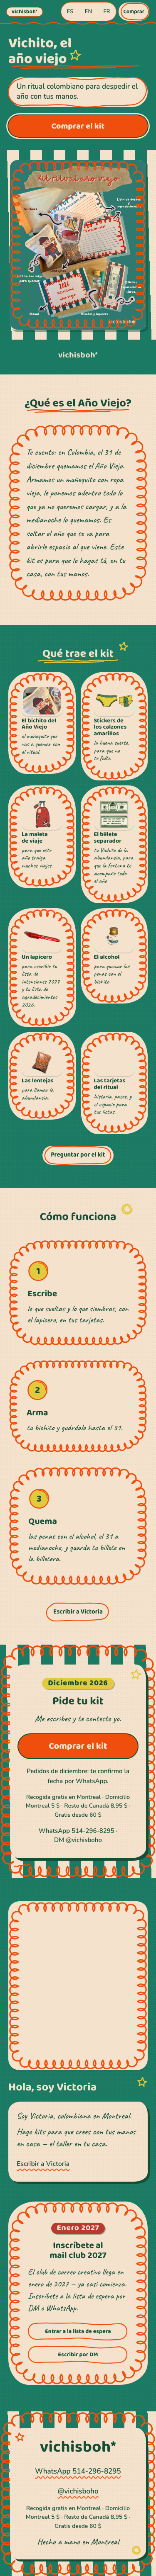 vichisboh*
ES EN FR
Comprar
Vichito, el
año viejo
Un ritual colombiano para despedir el
año con tus manos.
Comprar el kit
Kit ritual año viejo
vichisboh*
¿Qué es el Año Viejo?
Te cuento: en Colombia, el 31 de
diciembre quemamos el Año Viejo.
Armamos un muñequito con ropa
vieja, le ponemos adentro todo lo
que ya no queremos cargar, y a la
medianoche lo quemamos. Es
soltar el año que se va para
abrirle espacio al que viene. Este
kit es para que lo hagas tú, en tu
casa, con tus manos.
Qué trae el kit
El bichito del
Año Viejo
el muñequito que
vas a quemar con
el ritual.
Stickers de
los calzones
amarillos
la buena suerte,
para que no
te falte.
La maleta
de viaje
para que este
año traiga
muchos viajes.
El billete
separador
tu Vichito de la
abundancia, para
que la fortuna te
acompañe todo
el año
Un lapicero
para escribir tu
lista de
intenciones 2027
y tu lista de
agradecimientos
2026.
El alcohol
para quemar las
penas con el
bichito.
Las lentejas
para llamar la
abundancia.
Las tarjetas
del ritual
historia, pasos, y
el espacio para
tus listas.
Preguntar por el kit
Cómo funciona
1
Escribe
lo que sueltas y lo que siembras, con
el lapicero, en tus tarjetas.
2
Arma
tu bichito y guárdalo hasta el 31.
3
Quema
las penas con el alcohol, el 31 a
medianoche, y guarda tu billete en
la billetera.
Escribir a Victoria
Diciembre 2026
Pide tu kit
Me escribes y te contesto yo.
Comprar el kit
Pedidos de diciembre: te confirmo la
fecha por WhatsApp.
Recogida gratis en Montreal · Domicilio
Montreal 5 $ · Resto de Canadá 8,95 $ ·
Gratis desde 60 $
WhatsApp 514-296-8295 ·
DM @vichisboho
Hola, soy Victoria
Soy Victoria, colombiana en Montreal.
Hago kits para que crees con tus manos
en casa — el taller en tu casa.
Escribir a Victoria
Enero 2027
Inscríbete al
mail club 2027
El club de correo creativo llega en
enero de 2027 — ya casi comienza.
Inscríbete a la lista de espera por
DM o WhatsApp.
Entrar a la lista de espera
Escribir por DM
vichisboh*
WhatsApp 514-296-8295
@vichisboho
Recogida gratis en Montreal · Domicilio
Montreal 5 $ · Resto de Canadá 8,95 $ ·
Gratis desde 60 $
Hecho a mano en Montreal